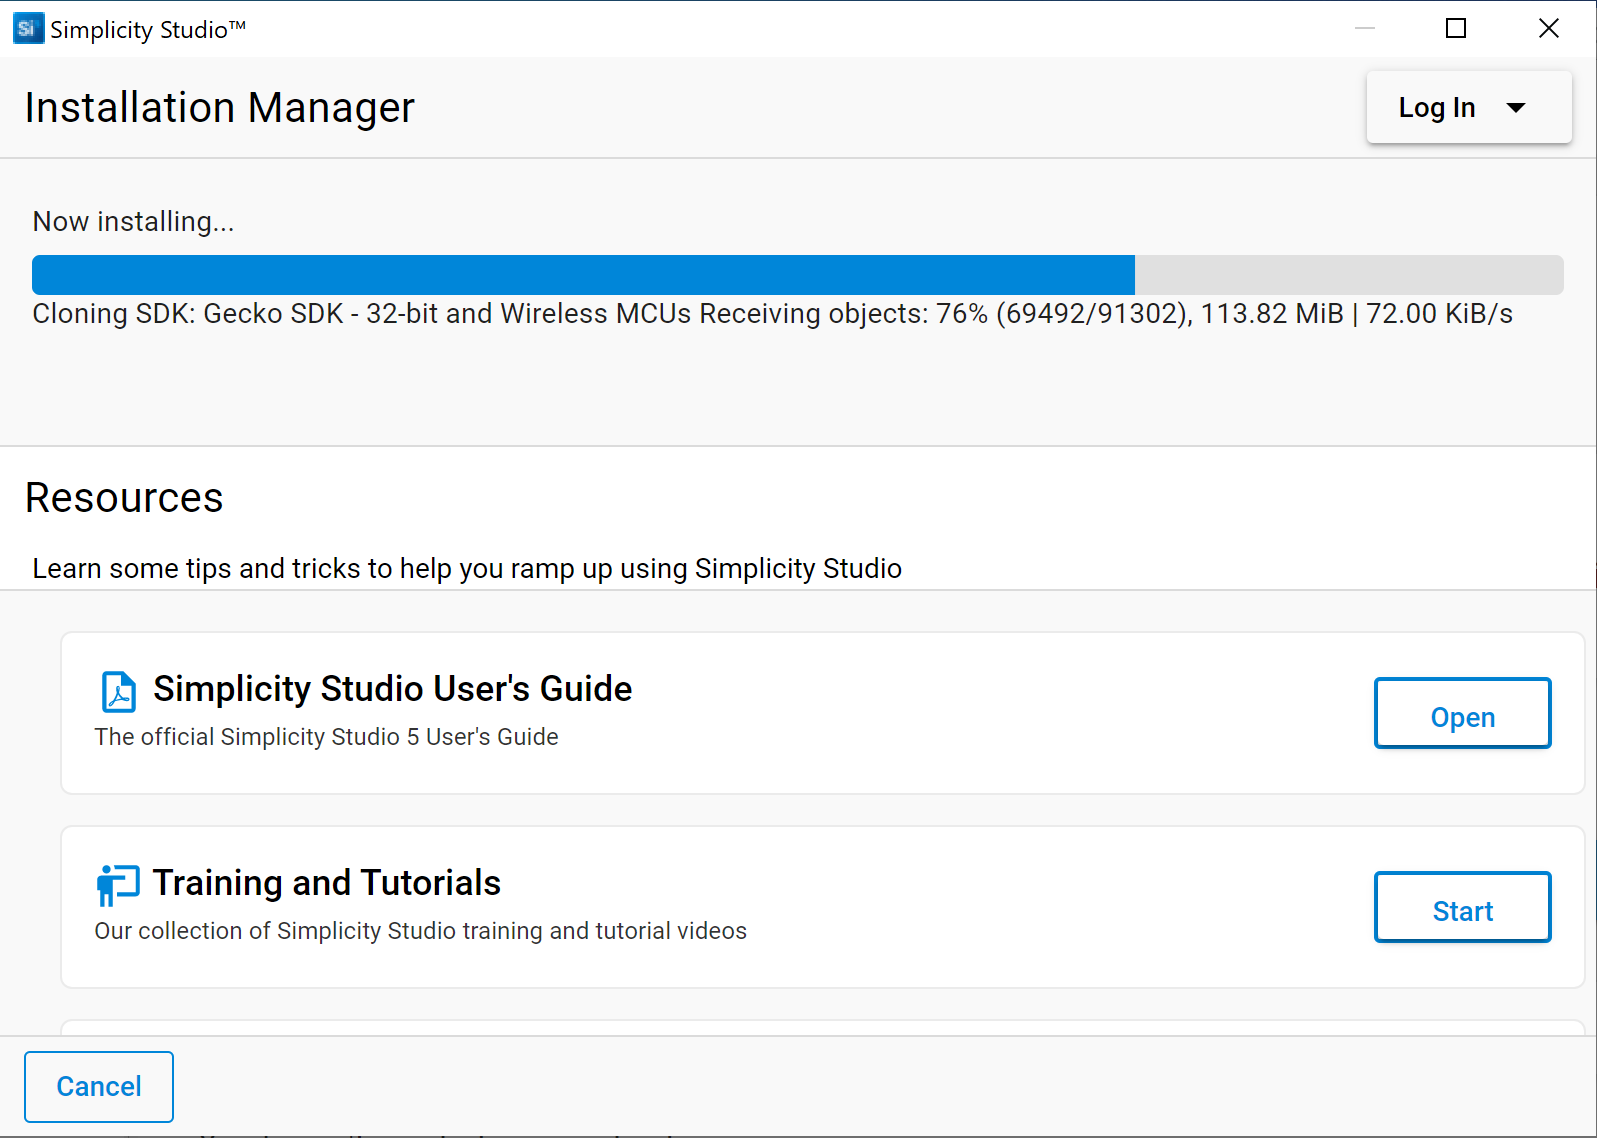 Si Simplicity Studio™
Installation Manager
Log In
Now installing...
Cloning SDK: Gecko SDK - 32-bit and Wireless MCUs Receiving objects: 76% (69492/91302), 113.82 MiB | 72.00 KiB/s
Resources
Learn some tips and tricks to help you ramp up using Simplicity Studio
Simplicity Studio User's Guide
The official Simplicity Studio 5 User's Guide
Open
Training and Tutorials
Our collection of Simplicity Studio training and tutorial videos
Start
Cancel